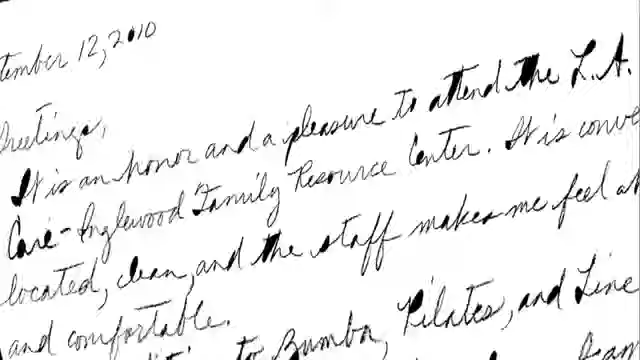 tember 12, 2010
Greetings,
It is an honor and a pleasure to attend the L.A.
Care-Inglewood Family Resource Center. It is conve
located, clean, and the staff makes me feel at
and comfortable.
to Zumba, Pilates, and Line